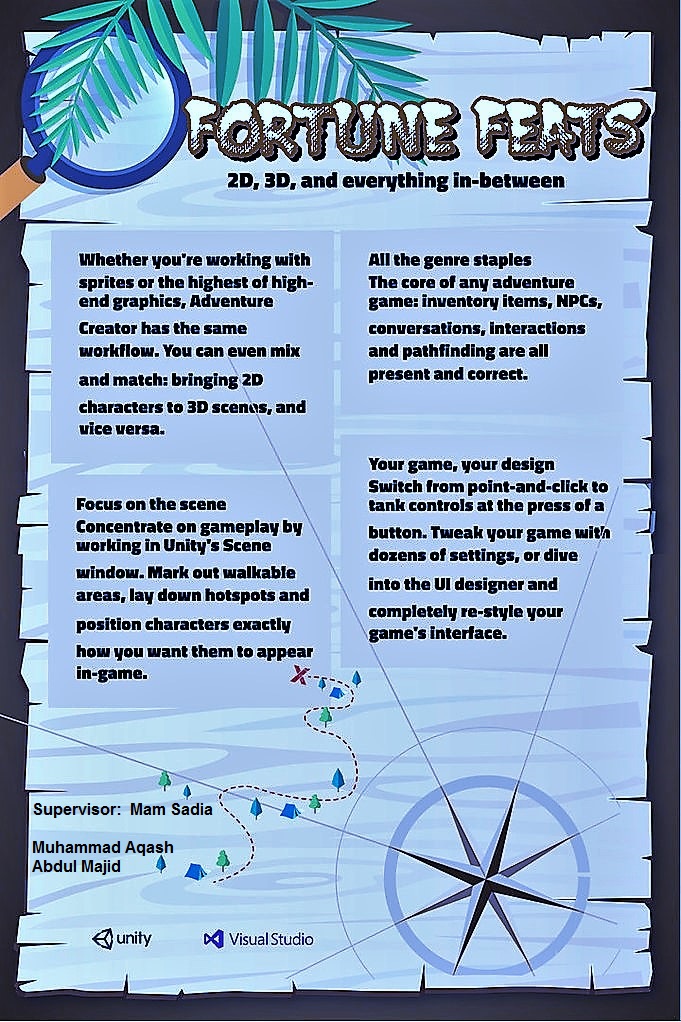 FORTUNE FEATS
2D, 3D, and everything in-between
Whether you're working with
sprites or the highest of high-
end graphics, Adventure
Creator has the same
workflow. You can even mix
and match: bringing 2D
characters to 3D scenes, and
vice versa.
All the genre staples
The core of any adventure
game: inventory items, NPCs,
conversations, interactions
and pathfinding are all
present and correct.
Focus on the scene
Concentrate on gameplay by
working in Unity's Scene
window. Mark out walkable
areas, lay down hotspots and
position characters exactly
how you want them to appear
in-game.
Your game, your design
Switch from point-and-click to
tank controls at the press of a
button. Tweak your game with
dozens of settings, or dive
into the UI designer and
completely re-style your
game's interface.
Supervisor: Mam Sadia
Muhammad Aqash
Abdul Majid
unity
Visual Studio